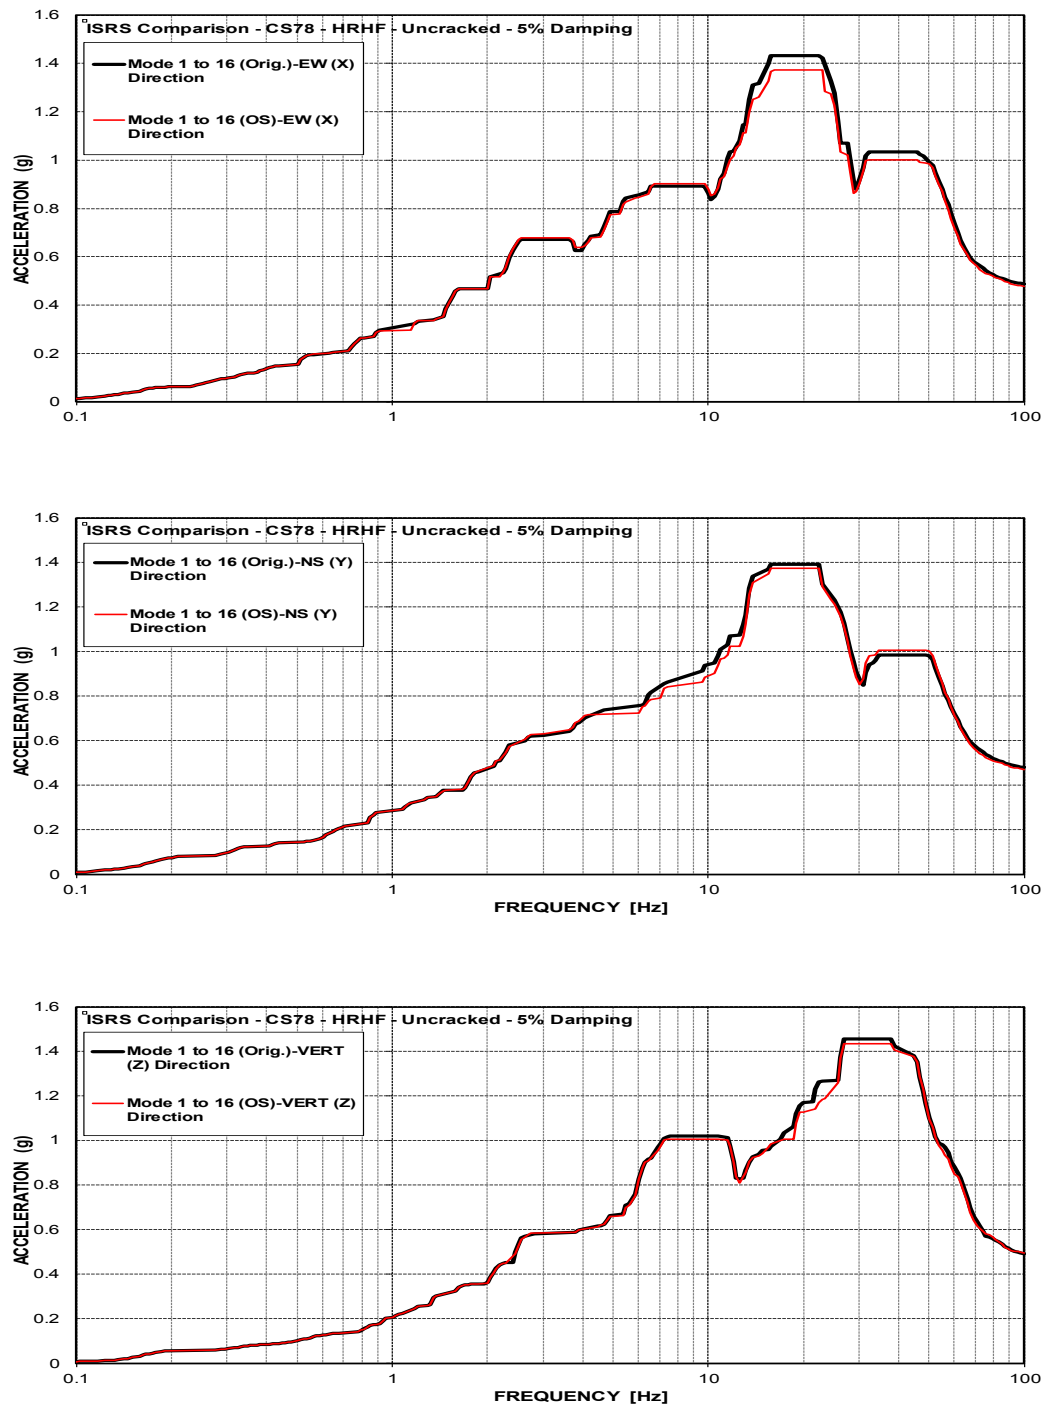 ISRS Comparison - CS78 - HRHF - Uncracked - 5% Damping
Mode 1 to 16 (Orig.)-EW (X)
Direction
Mode 1 to 16 (OS)-EW (X)
Direction
ACCELERATION (g)
1.6
1.4
1.2
1
0.8
0.6
0.4
0.2
0
0.1
1
10
100
ISRS Comparison - CS78 - HRHF - Uncracked - 5% Damping
Mode 1 to 16 (Orig.)-NS (Y)
Direction
Mode 1 to 16 (OS)-NS (Y)
Direction
ACCELERATION (g)
1.6
1.4
1.2
1
0.8
0.6
0.4
0.2
0
0.1
1
10
100
FREQUENCY [Hz]
ISRS Comparison - CS78 - HRHF - Uncracked - 5% Damping
Mode 1 to 16 (Orig.)-VERT
(Z) Direction
Mode 1 to 16 (OS)-VERT (Z)
Direction
ACCELERATION (g)
1.6
1.4
1.2
1
0.8
0.6
0.4
0.2
0
0.1
1
10
100
FREQUENCY [Hz]